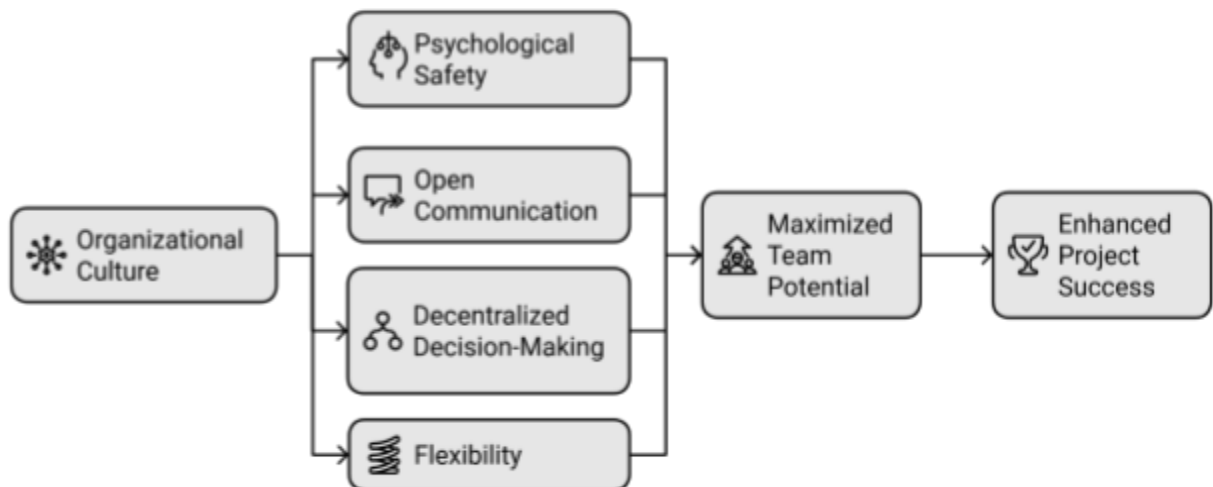 Organizational
Culture
Psychological
Safety
Open
Communication
Decentralized
Decision-Making
Flexibility
Maximized
Team
Potential
Enhanced
Project
Success